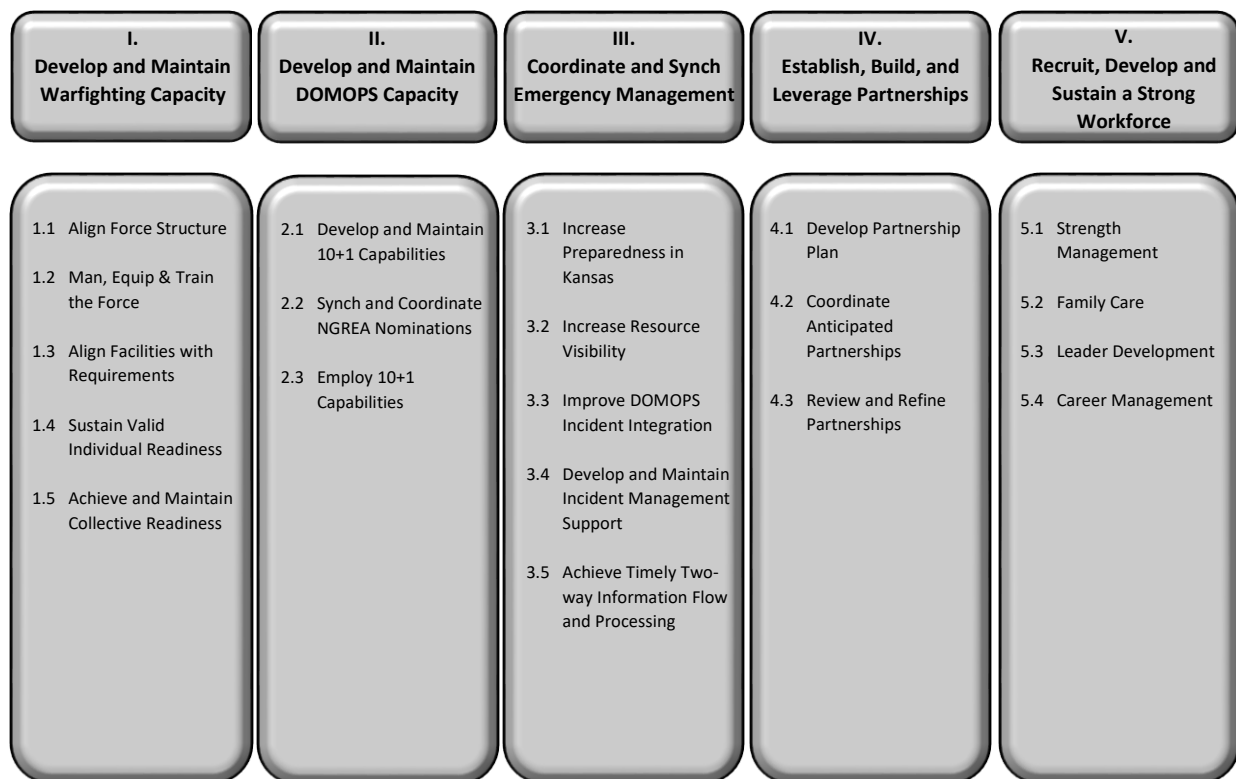 I.
Develop and Maintain
Warfighting Capacity
II.
Develop and Maintain
DOMOPS Capacity
III.
Coordinate and Synch
Emergency Management
IV.
Establish, Build, and
Leverage Partnerships
V.
Recruit, Develop and
Sustain a Strong
Workforce
1.1 Align Force Structure
1.2 Man, Equip & Train
the Force
1.3 Align Facilities with
Requirements
1.4 Sustain Valid
Individual Readiness
1.5 Achieve and Maintain
Collective Readiness
2.1 Develop and Maintain
10+1 Capabilities
2.2 Synch and Coordinate
NGREA Nominations
2.3 Employ 10+1
Capabilities
3.1 Increase
Preparedness in
Kansas
3.2 Increase Resource
Visibility
3.3 Improve DOMOPS
Incident Integration
3.4 Develop and Maintain
Incident Management
Support
3.5 Achieve Timely Two-
way Information Flow
and Processing
4.1 Develop Partnership
Plan
4.2 Coordinate
Anticipated
Partnerships
4.3 Review and Refine
Partnerships
5.1 Strength
Management
5.2 Family Care
5.3 Leader Development
5.4 Career Management